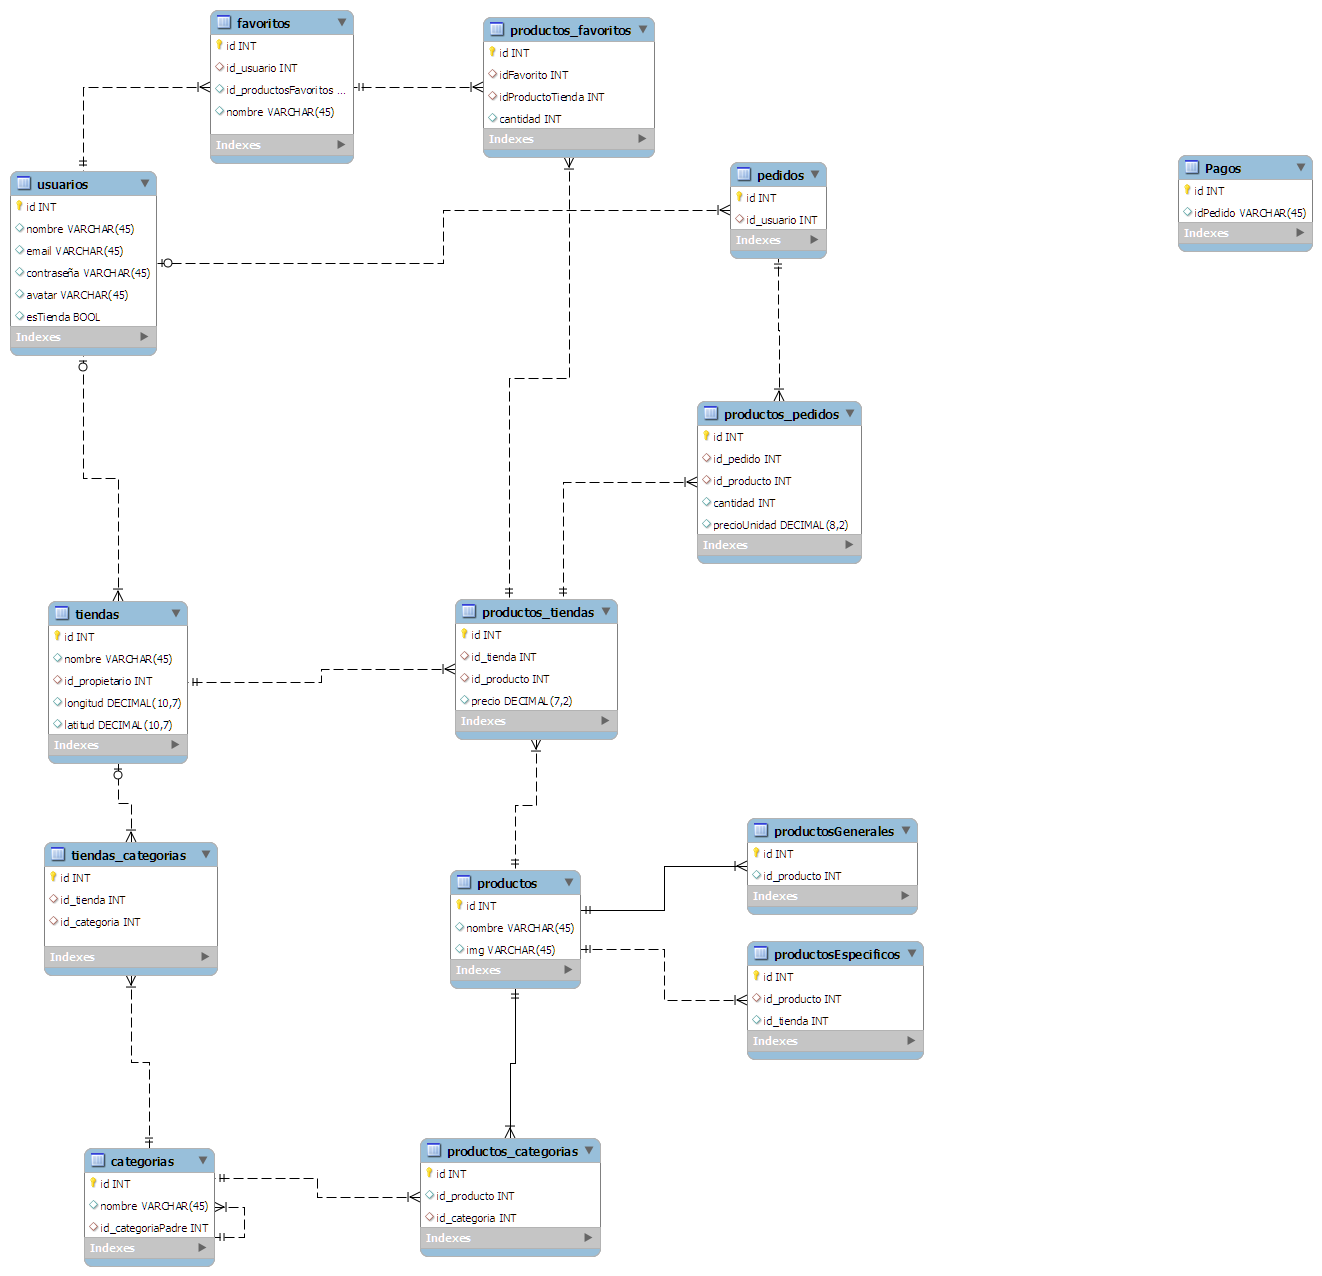 favoritos
id INT
id_usuario INT
id_productosFavoritos ...
nombre VARCHAR(45)
Indexes
productos_favoritos
id INT
idFavorito INT
idProductoTienda INT
cantidad INT
Indexes
usuarios
id INT
nombre VARCHAR(45)
email VARCHAR(45)
contraseña VARCHAR(45)
avatar VARCHAR(45)
esTienda BOOL
Indexes
pedidos
id INT
id_usuario INT
Indexes
Pagos
id INT
idPedido VARCHAR(45)
Indexes
productos_pedidos
id INT
id_pedido INT
id_producto INT
cantidad INT
precioUnidad DECIMAL(8,2)
Indexes
tiendas
id INT
nombre VARCHAR(45)
id_propietario INT
longitud DECIMAL(10,7)
latitud DECIMAL(10,7)
Indexes
productos_tiendas
id INT
id_tienda INT
id_producto INT
precio DECIMAL(7,2)
Indexes
tiendas_categorias
id INT
id_tienda INT
id_categoria INT
Indexes
productos
id INT
nombre VARCHAR(45)
img VARCHAR(45)
Indexes
productosGenerales
id INT
id_producto INT
Indexes
productosEspecificos
id INT
id_producto INT
id_tienda INT
Indexes
categorias
id INT
nombre VARCHAR(45)
id_categoriaPadre INT
Indexes
productos_categorias
id INT
id_producto INT
id_categoria INT
Indexes